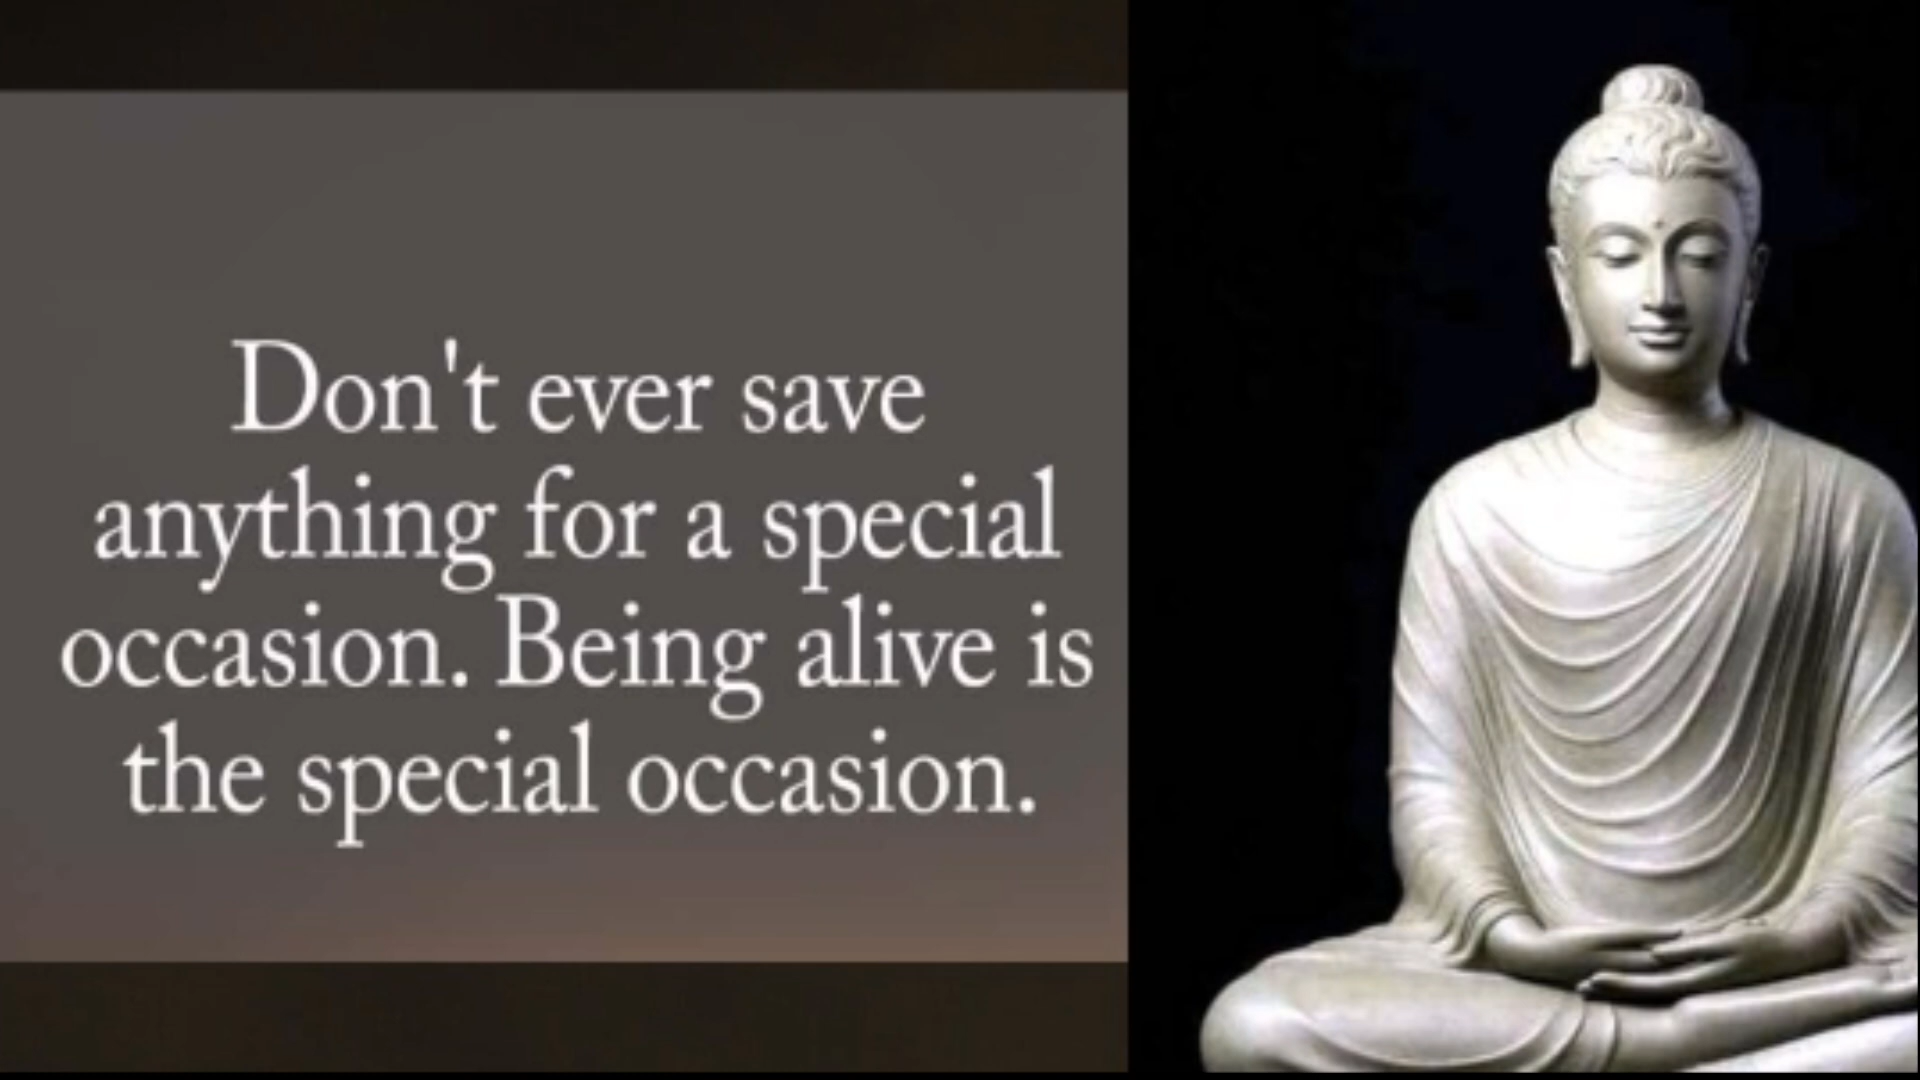 Don't ever save
anything for a special
occasion. Being alive is
the special occasion.